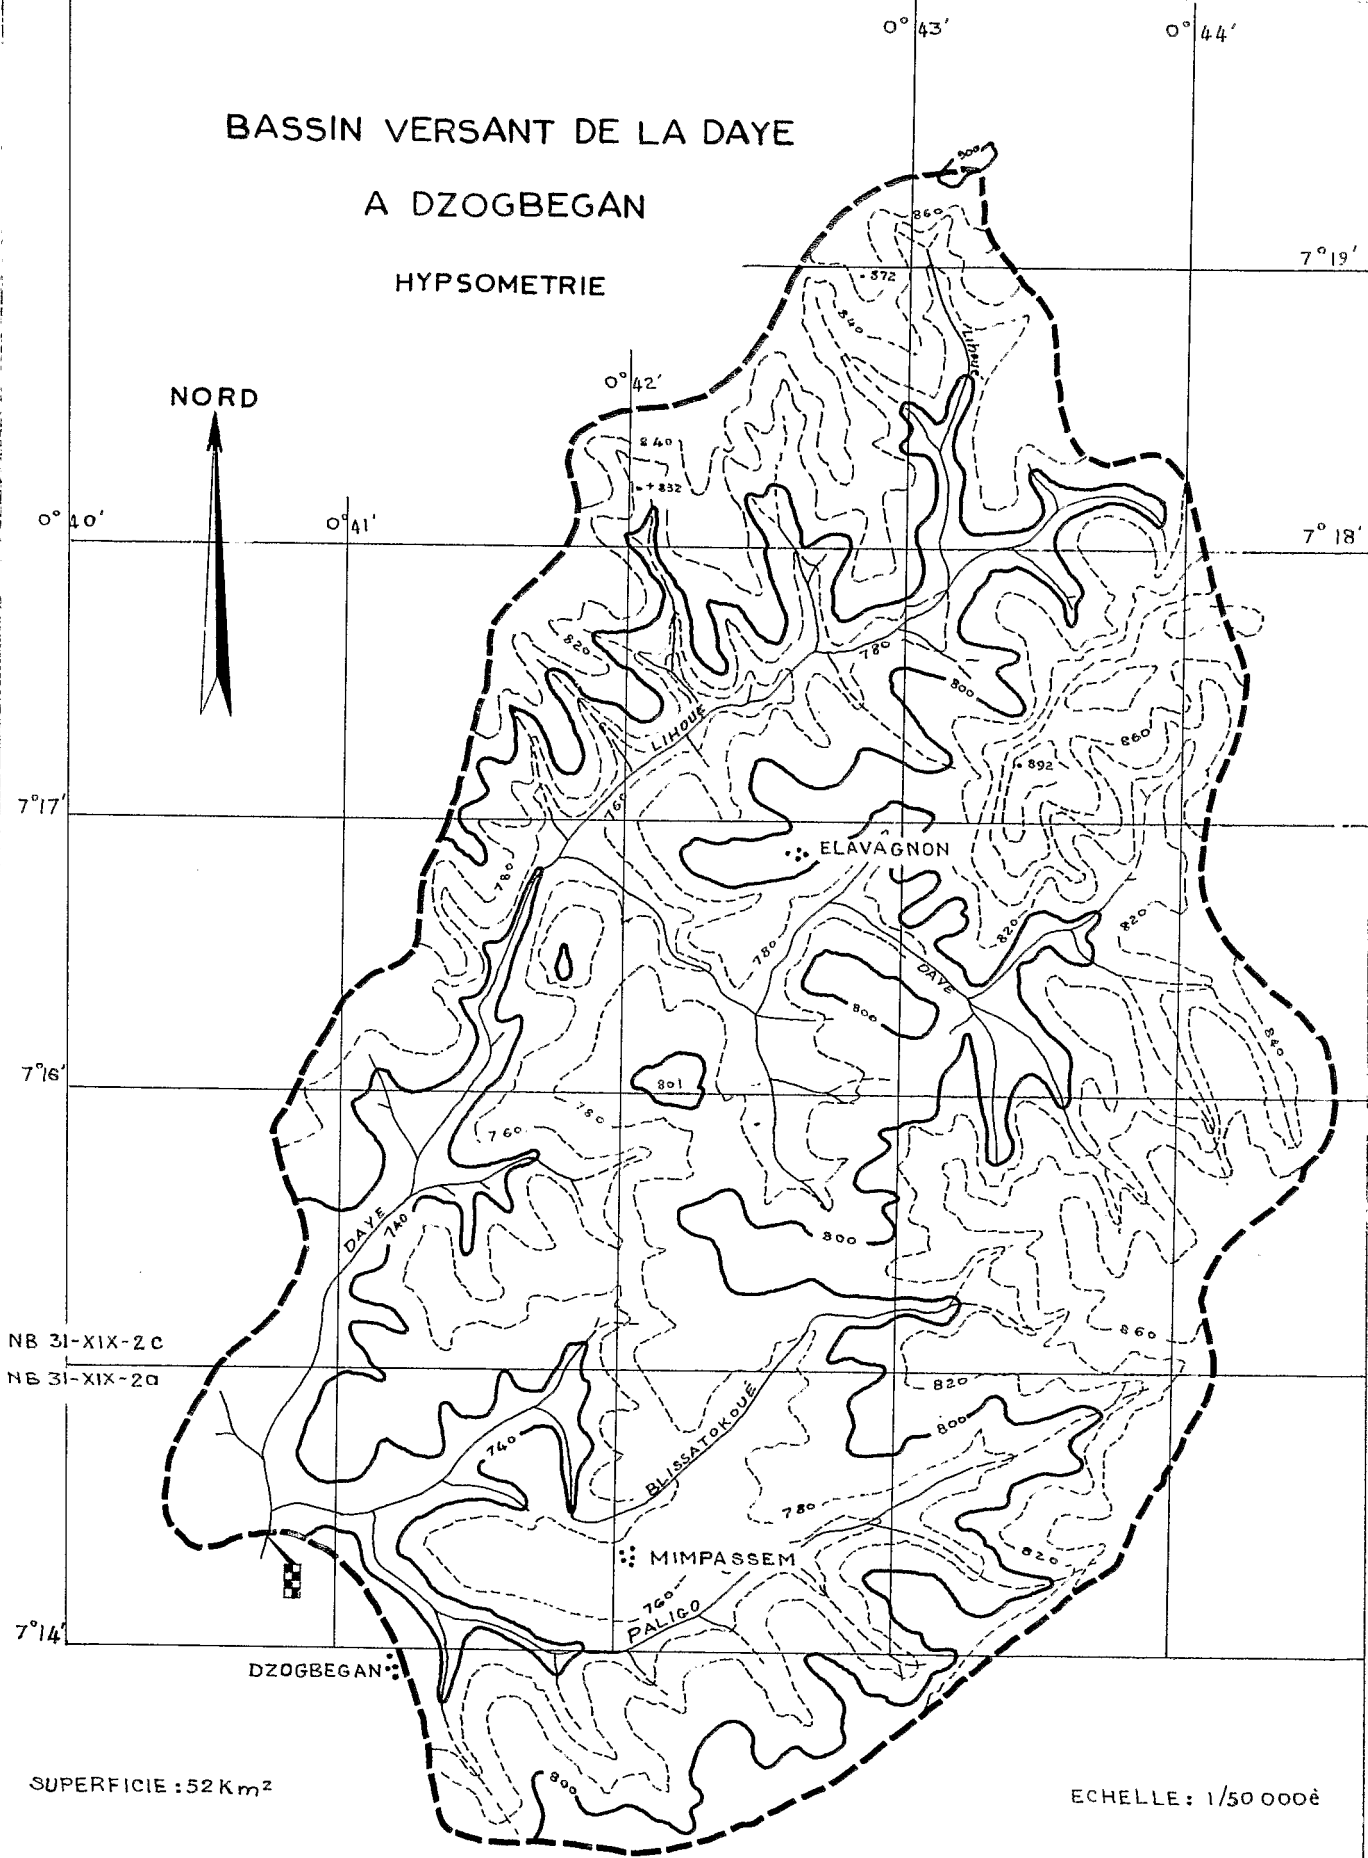 0° 43'
0° 44'
BASSIN VERSANT DE LA DAYE
A DZOGBEGAN
HYPSOMETRIE
900
860
7° 19'
872
840
Lihoue
NORD
0° 42'
840
832
0° 40'
0° 41'
7° 18'
820
780
800
LIHOUE
860
892
760
7° 17'
ELAVÂGNON
780
820
820
780
DAYE
800
840
7° 16'
801
780
760
DAYE
740
800
860
NB 31-XIX-2c
NB 31-XIX-2a
820
800
740
BLISSATOKOUÉ
780
MIMPASSEM
820
760
PALIGO
7° 14'
DZOGBEGAN
800
SUPERFICIE : 52 Km²
ECHELLE : 1/50 000è